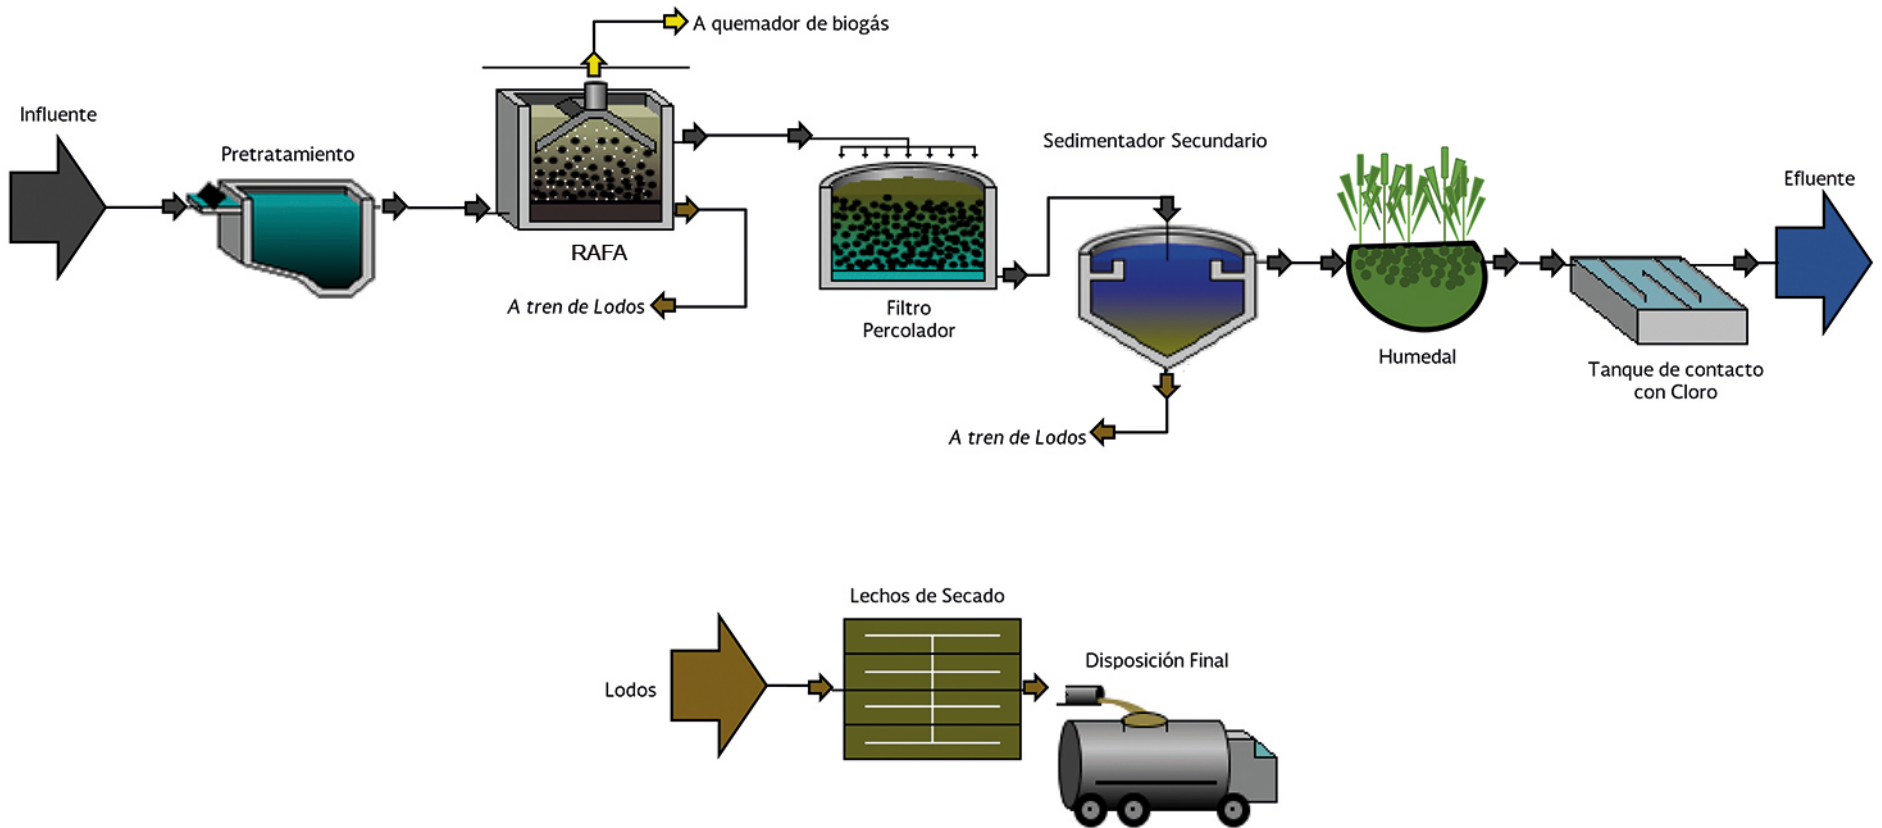 A quemador de biogás
Influente
Pretratamiento
RAFA
A tren de Lodos
Filtro
Percolador
Sedimentador Secundario
A tren de Lodos
Humedal
Tanque de contacto
con Cloro
Efluente
Lodos
Lechos de Secado
Disposición Final